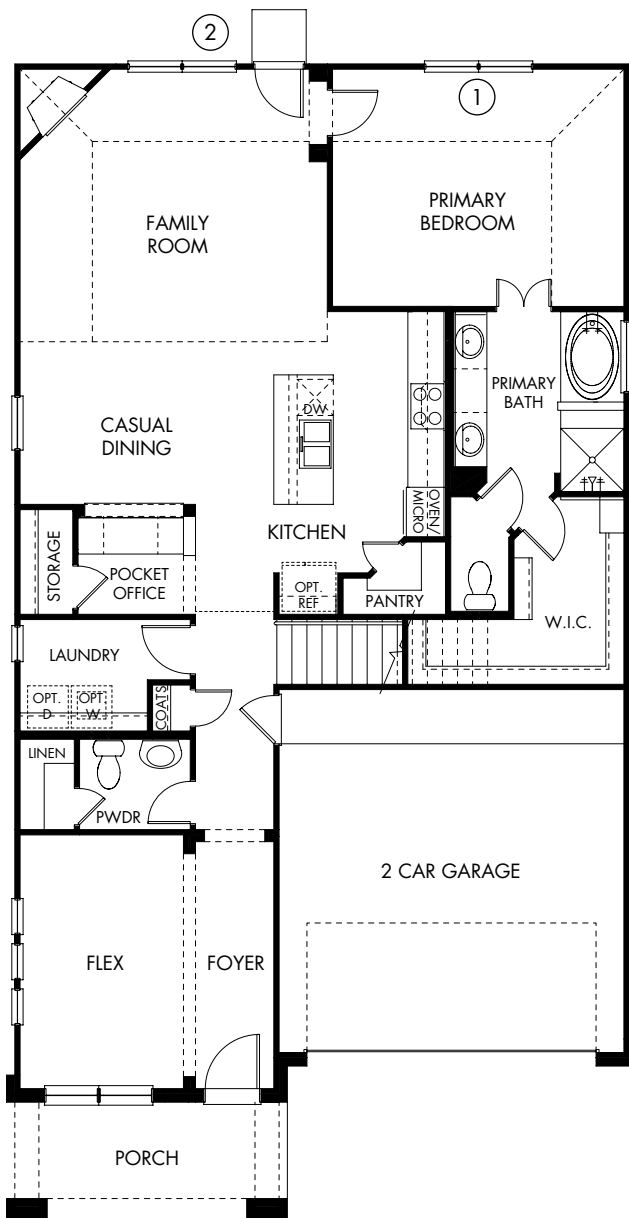 2
1
FAMILY
ROOM
PRIMARY
BEDROOM
PRIMARY
BATH
DW
CASUAL
DINING
OVEN/
MICRO
KITCHEN
STORAGE
POCKET
OFFICE
OPT.
REF
PANTRY
W.I.C.
LAUNDRY
OPT.
D
OPT.
W
COATS
LINEN
PWDR
2 CAR GARAGE
FLEX
FOYER
PORCH